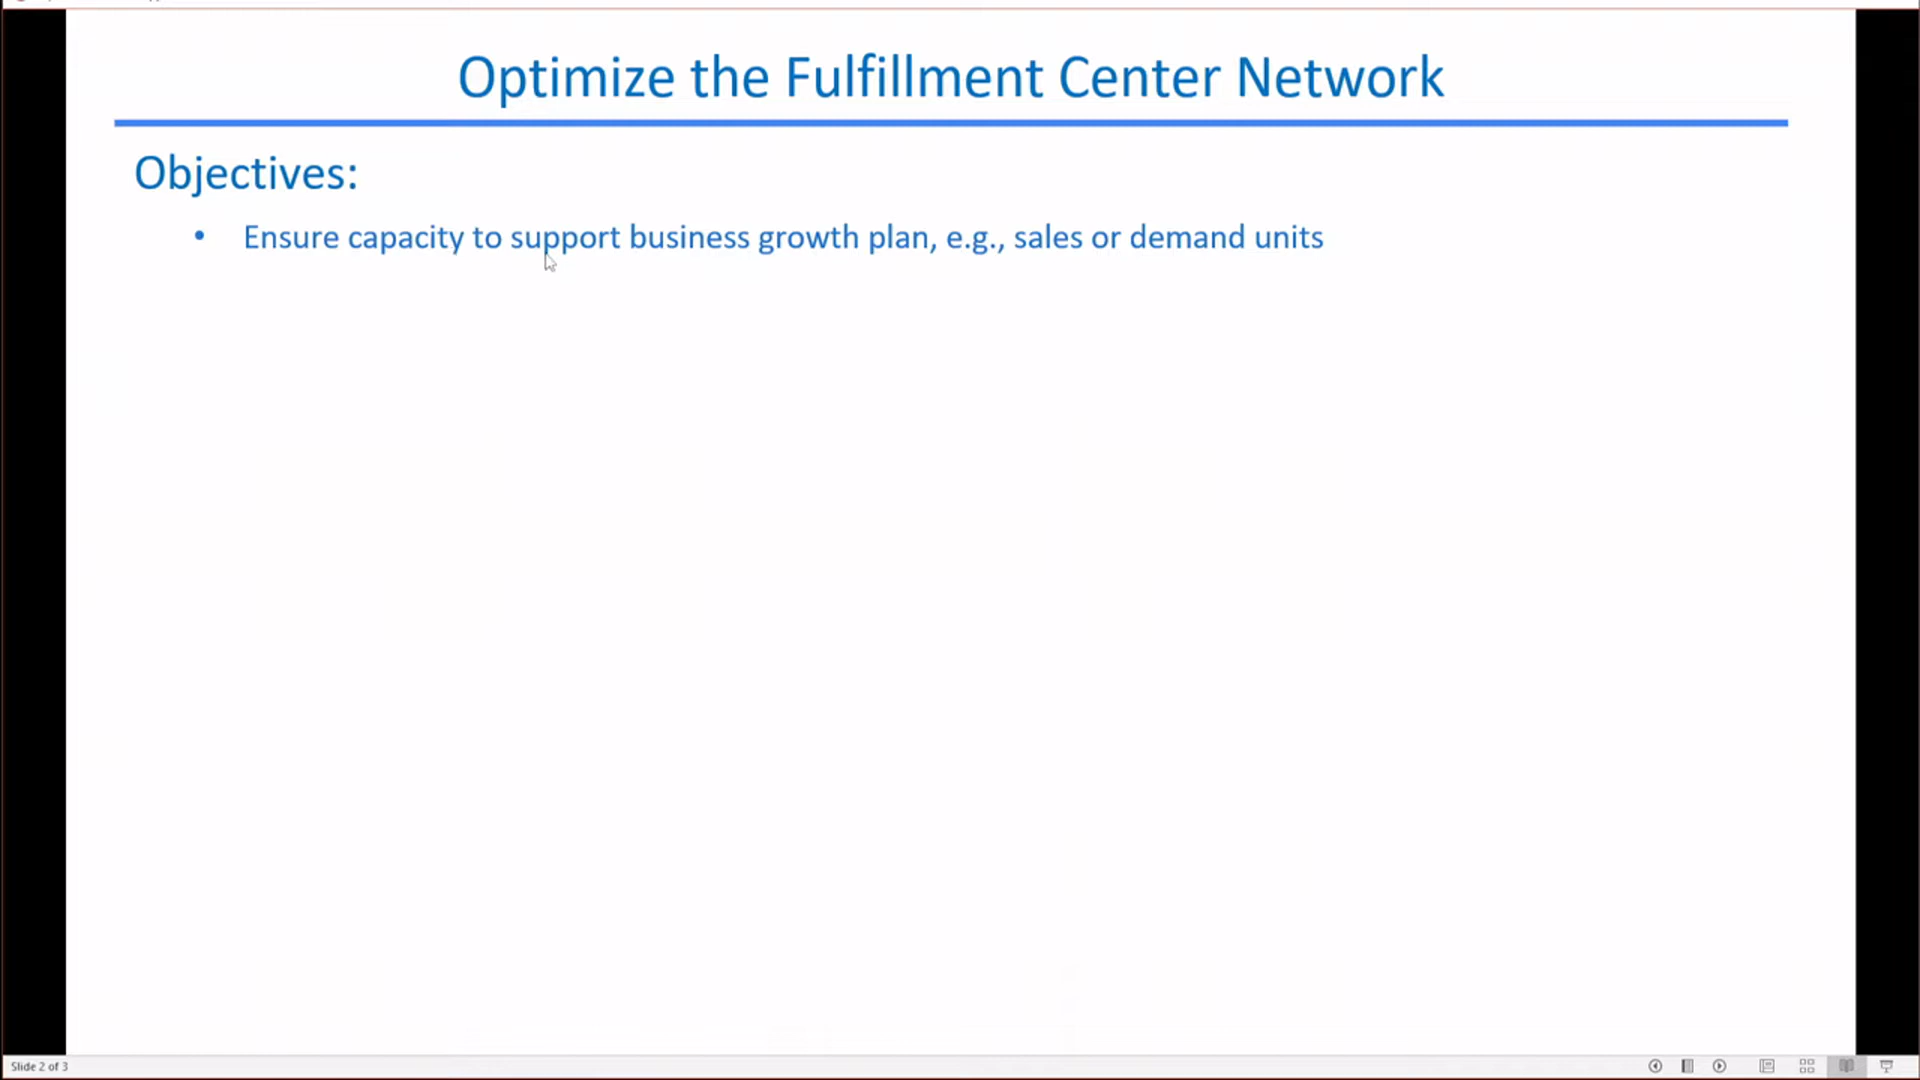 Optimize the Fulfillment Center Network
Objectives:
• Ensure capacity to support business growth plan, e.g., sales or demand units
Slide 2 of 3